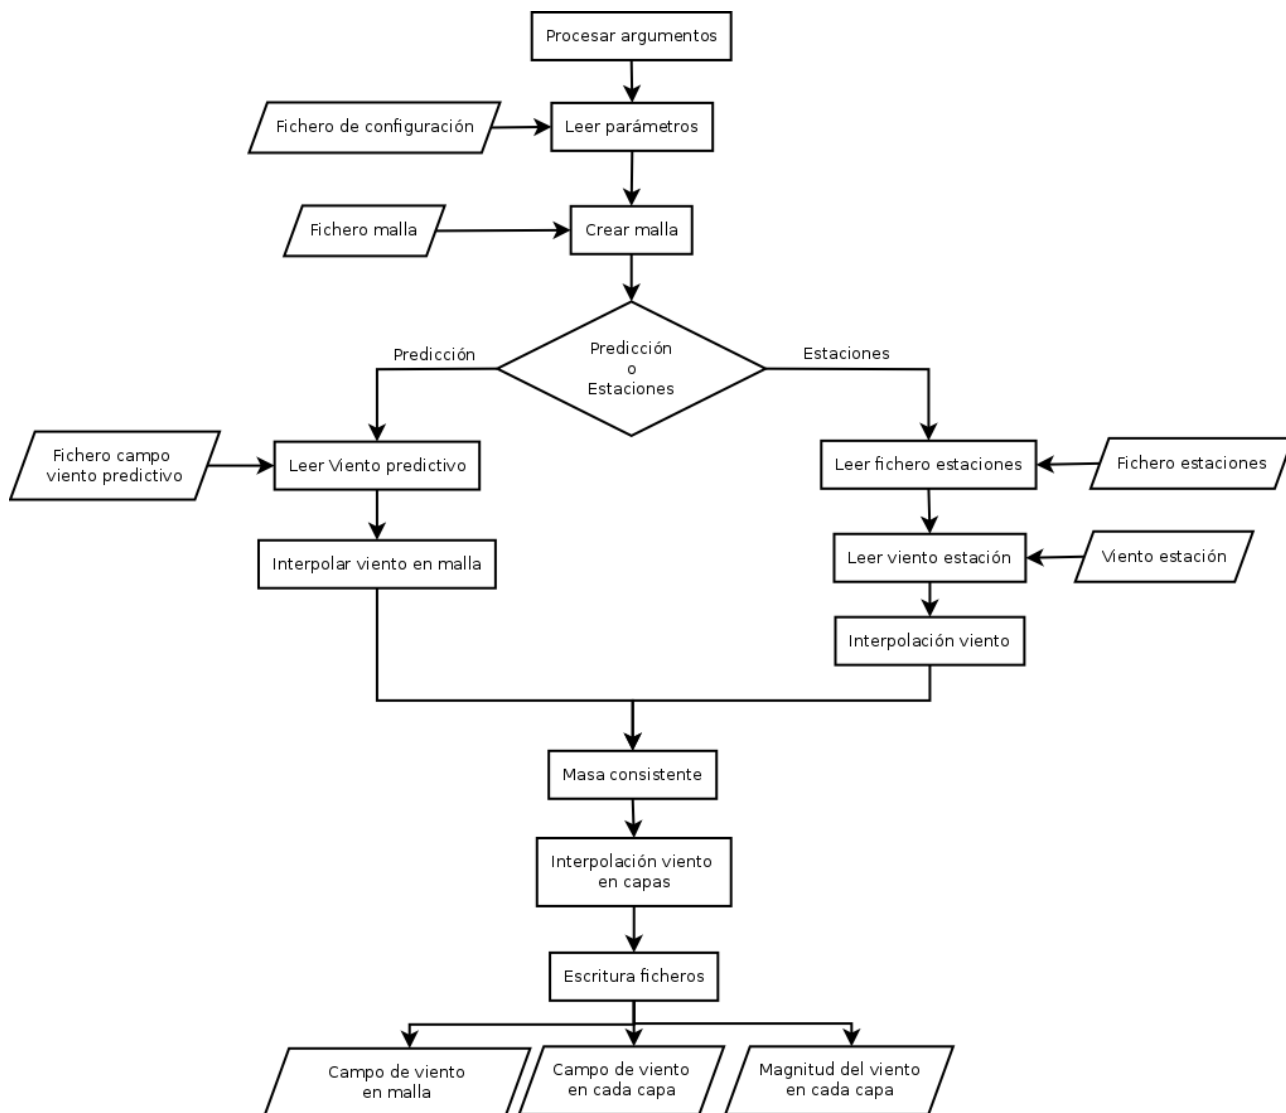 Procesar argumentos
Fichero de configuración
Leer parámetros
Fichero malla
Crear malla
Predicción
Predicción
o
Estaciones
Estaciones
Fichero campo
viento predictivo
Leer Viento predictivo
Leer fichero estaciones
Fichero estaciones
Interpolar viento en malla
Leer viento estación
Viento estación
Interpolación viento
Masa consistente
Interpolación viento
en capas
Escritura ficheros
Campo de viento
en malla
Campo de viento
en cada capa
Magnitud del viento
en cada capa